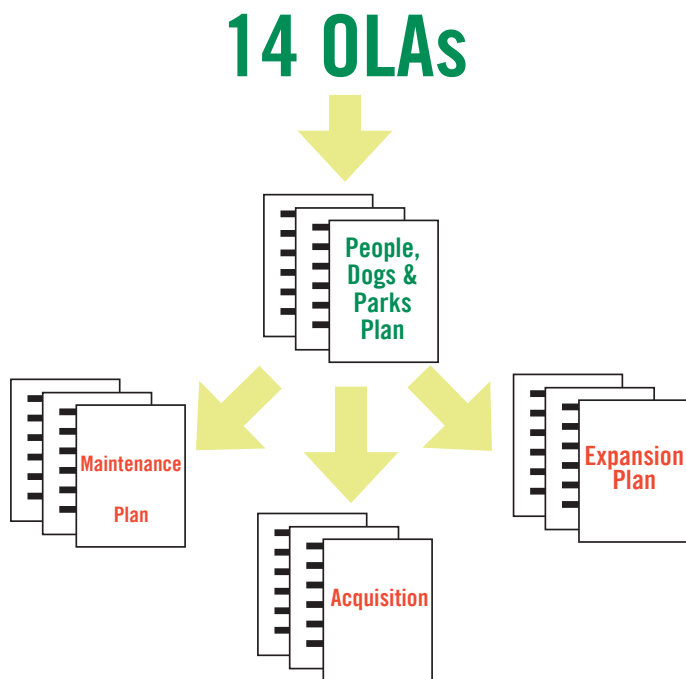 14 OLAs
People,
Dogs &
Parks
Plan
Maintenance
Plan
Expansion
Plan
Acquisition